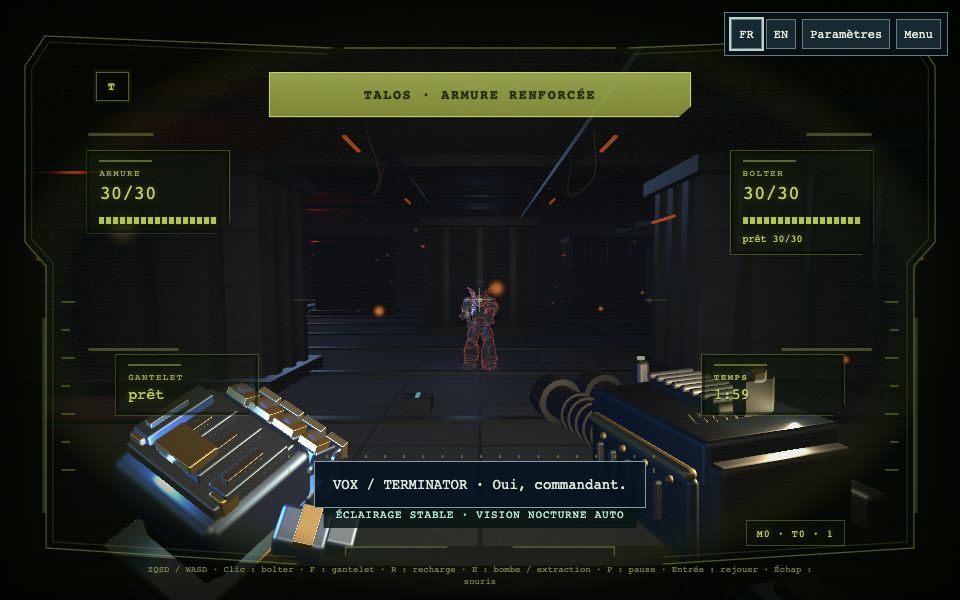 FR EN Paramètres Menu
T
TALOS · ARMURE RENFORCÉE
ARMURE
30/30
BOLTER
30/30
prêt 30/30
GANTELET
prêt
TEMPS
1:59
VOX / TERMINATOR · Oui, commandant.
ÉCLAIRAGE STABLE · VISION NOCTURNE AUTO
M0 · T0 · 1
ZQSD / WASD · Clic : bolter · F : gantelet · R : recharge · E : bombe / extraction · P : pause · Entrée : rejouer · Échap :
souris